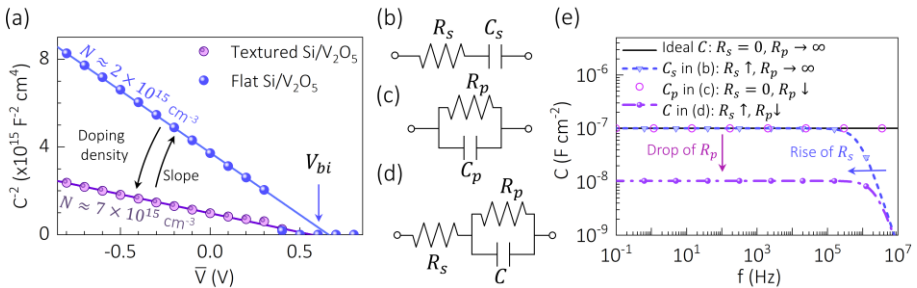 (a)
C⁻² (x10¹⁵ F⁻² cm⁴)
8
6
4
2
0
N ≈ 2 × 10¹⁵ cm⁻³
Textured Si/V₂O₅
Flat Si/V₂O₅
Doping
density
Slope
V_bi
N ≈ 7 × 10¹⁵ cm⁻³
-0.5
0.0
0.5
V̅ (V)
(b)
R_s
C_s
(c)
R_p
C_p
(d)
R_p
R_s
C
(e)
Ideal C: R_s = 0, R_p → ∞
C_s in (b): R_s ↑, R_p → ∞
C_p in (c): R_s = 0, R_p ↓
C in (d): R_s ↑, R_p↓
C (F cm⁻²)
10⁻⁶
10⁻⁷
10⁻⁸
10⁻⁹
Drop of R_p
Rise of R_s
10⁻¹
10¹
10³
10⁵
10⁷
f (Hz)